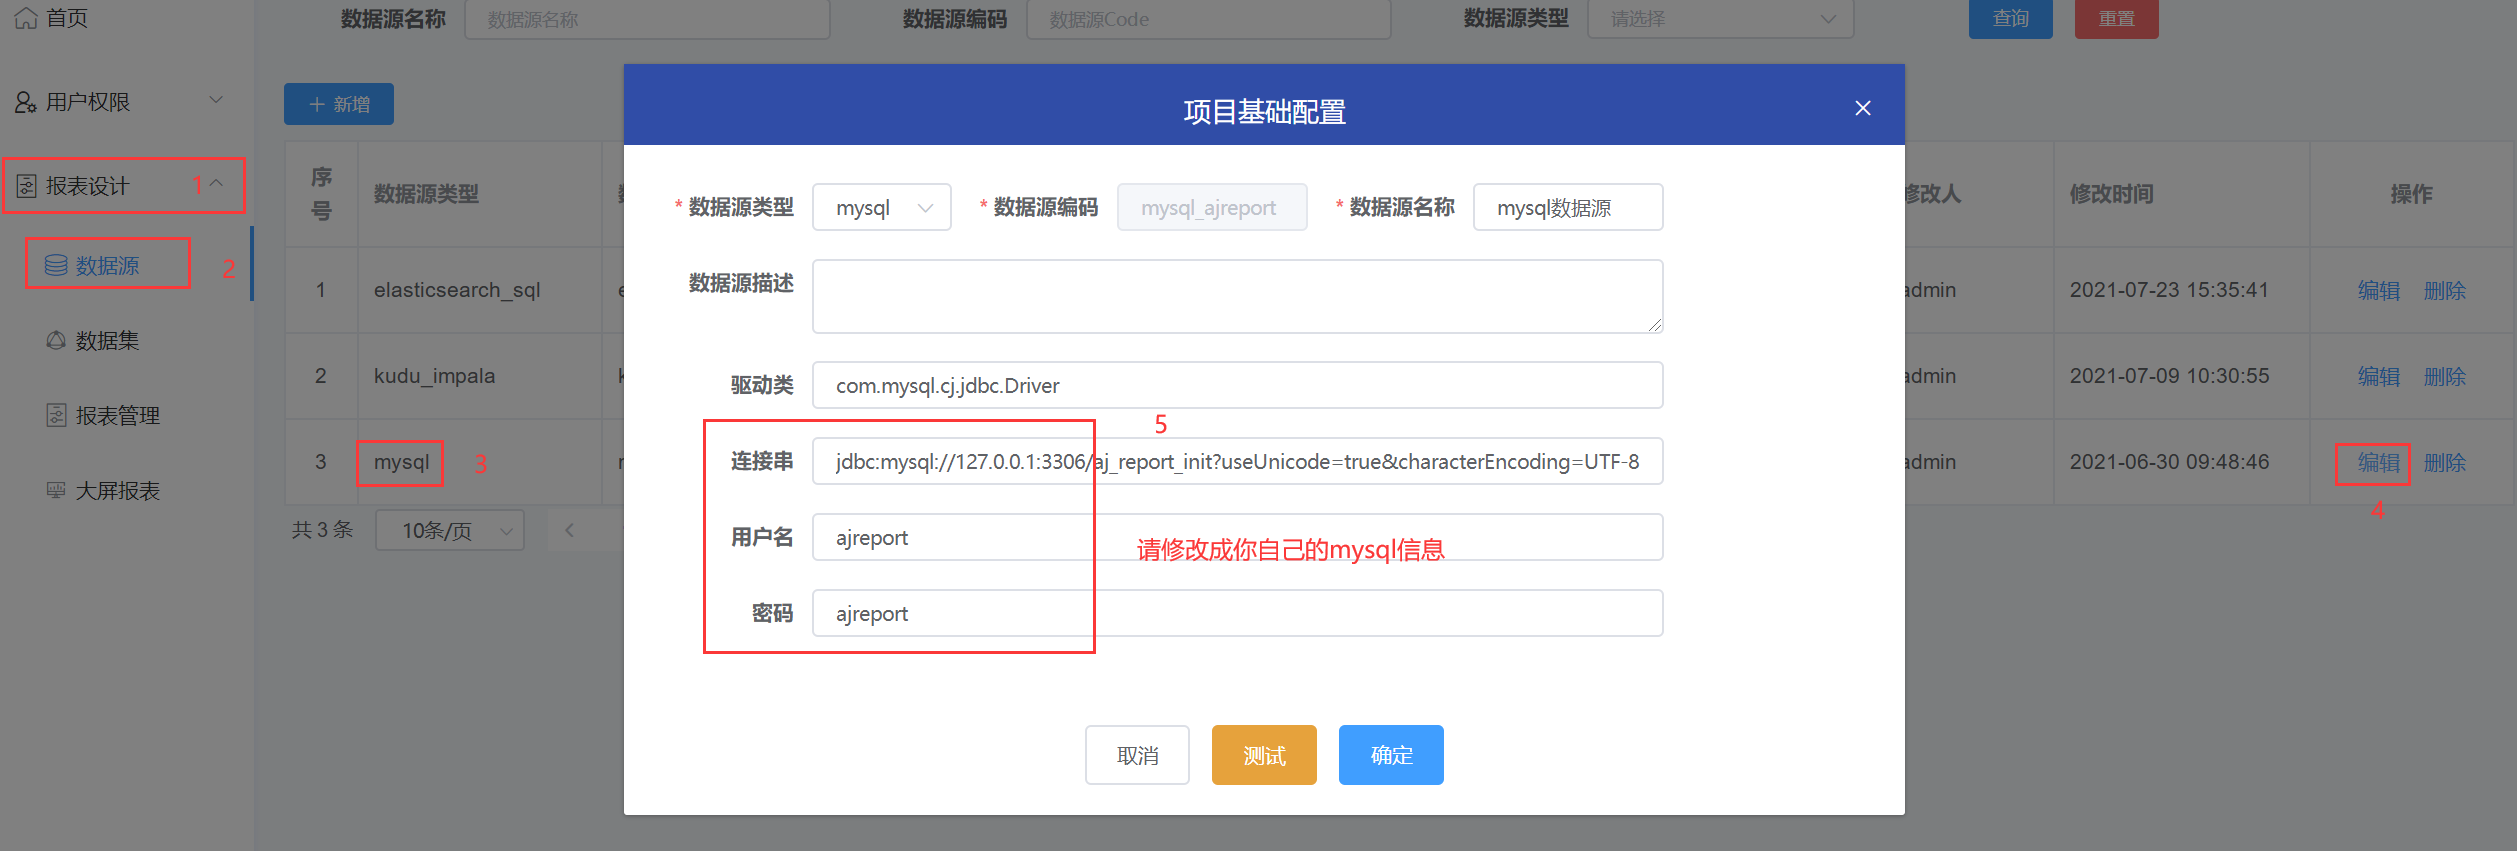 首页
数据源名称 数据源名称 数据源编码 数据源Code 数据源类型 请选择 查询 重置
用户权限
+ 新增
报表设计 1
数据源 2
数据集
报表管理
大屏报表
序号 数据源类型 修改人 修改时间 操作
1 elasticsearch_sql admin 2021-07-23 15:35:41 编辑 删除
2 kudu_impala admin 2021-07-09 10:30:55 编辑 删除
3 mysql 3 admin 2021-06-30 09:48:46 编辑 删除
4
共 3 条 10条/页
项目基础配置
* 数据源类型 mysql * 数据源编码 mysql_ajreport * 数据源名称 mysql数据源
数据源描述
驱动类 com.mysql.cj.jdbc.Driver
5
连接串 jdbc:mysql://127.0.0.1:3306/aj_report_init?useUnicode=true&characterEncoding=UTF-8
用户名 ajreport
请修改成你自己的mysql信息
密码 ajreport
取消 测试 确定